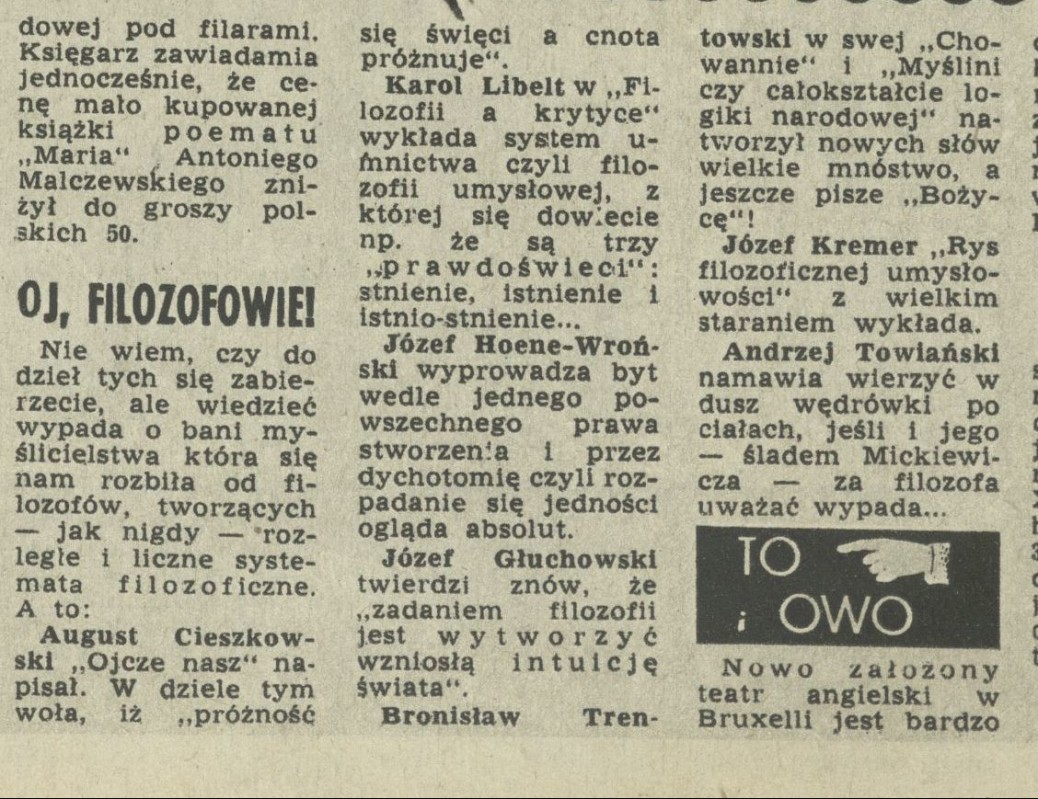 dowej pod filarami.
Księgarz zawiadamia
jednocześnie, że ce-
nę mało kupowanej
książki poematu
„Maria" Antoniego
Malczewskiego zni-
żył do groszy pol-
skich 50.
OJ, FILOZOFOWIE!
Nie wiem, czy do
dzieł tych się zabie-
rzecie, ale wiedzieć
wypada o bani my-
ślicielstwa która się
nam rozbiła od fi-
lozofów, tworzących
— jak nigdy — roz-
ległe i liczne syste-
mata filozoficzne.
A to:
August Cieszkow-
ski „Ojcze nasz" na-
pisał. W dziele tym
woła, iż „próżność
się święci a cnota
próżnuje".
Karol Libelt w „Fi-
lozofii a krytyce"
wykłada system u-
mnictwa czyli filo-
zofii umysłowej, z
której się dowiecie
np. że są trzy
„prawdoświeci":
stnienie, istnienie i
istnio-stnienie...
Józef Hoene-Wroń-
ski wyprowadza byt
wedle jednego po-
wszechnego prawa
stworzenia i przez
dychotomię czyli roz-
padanie się jedności
ogląda absolut.
Józef Głuchowski
twierdzi znów, że
„zadaniem filozofii
jest wytworzyć
wzniosłą intuicję
świata".
Bronisław Tren-
towski w swej „Cho-
wannie" i „Myślini
czy całokształcie lo-
giki narodowej" na-
tworzył nowych słów
wielkie mnóstwo, a
jeszcze pisze „Boży-
cę"!
Józef Kremer „Rys
filozoficznej umysło-
wości" z wielkim
staraniem wykłada.
Andrzej Towiański
namawia wierzyć w
dusz wędrówki po
ciałach, jeśli i jego
— śladem Mickiewi-
cza — za filozofa
uważać wypada...
TO
i OWO
Nowo założony
teatr angielski w
Bruxelli jest bardzo